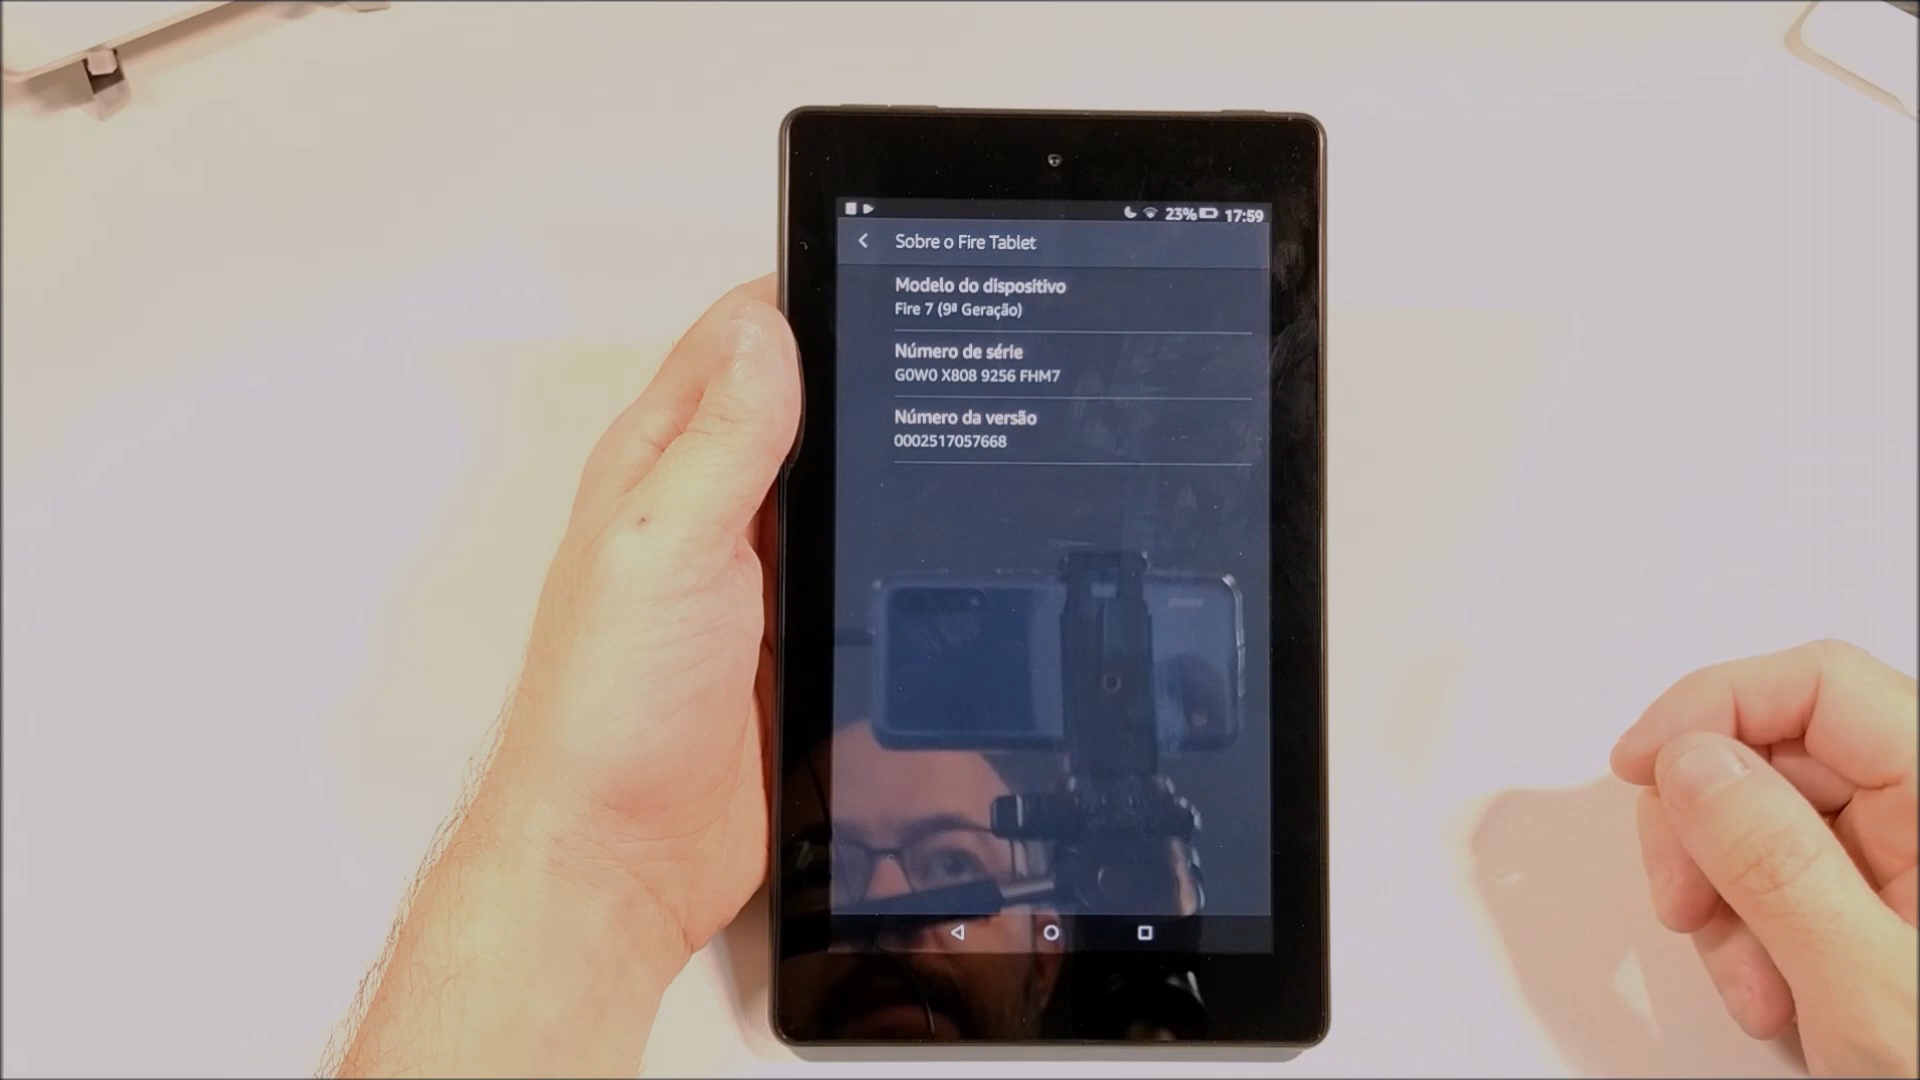 23% 17:59
Sobre o Fire Tablet
Modelo do dispositivo
Fire 7 (9ª Geração)
Número de série
G0W0 X808 9256 FHM7
Número da versão
0002517057668